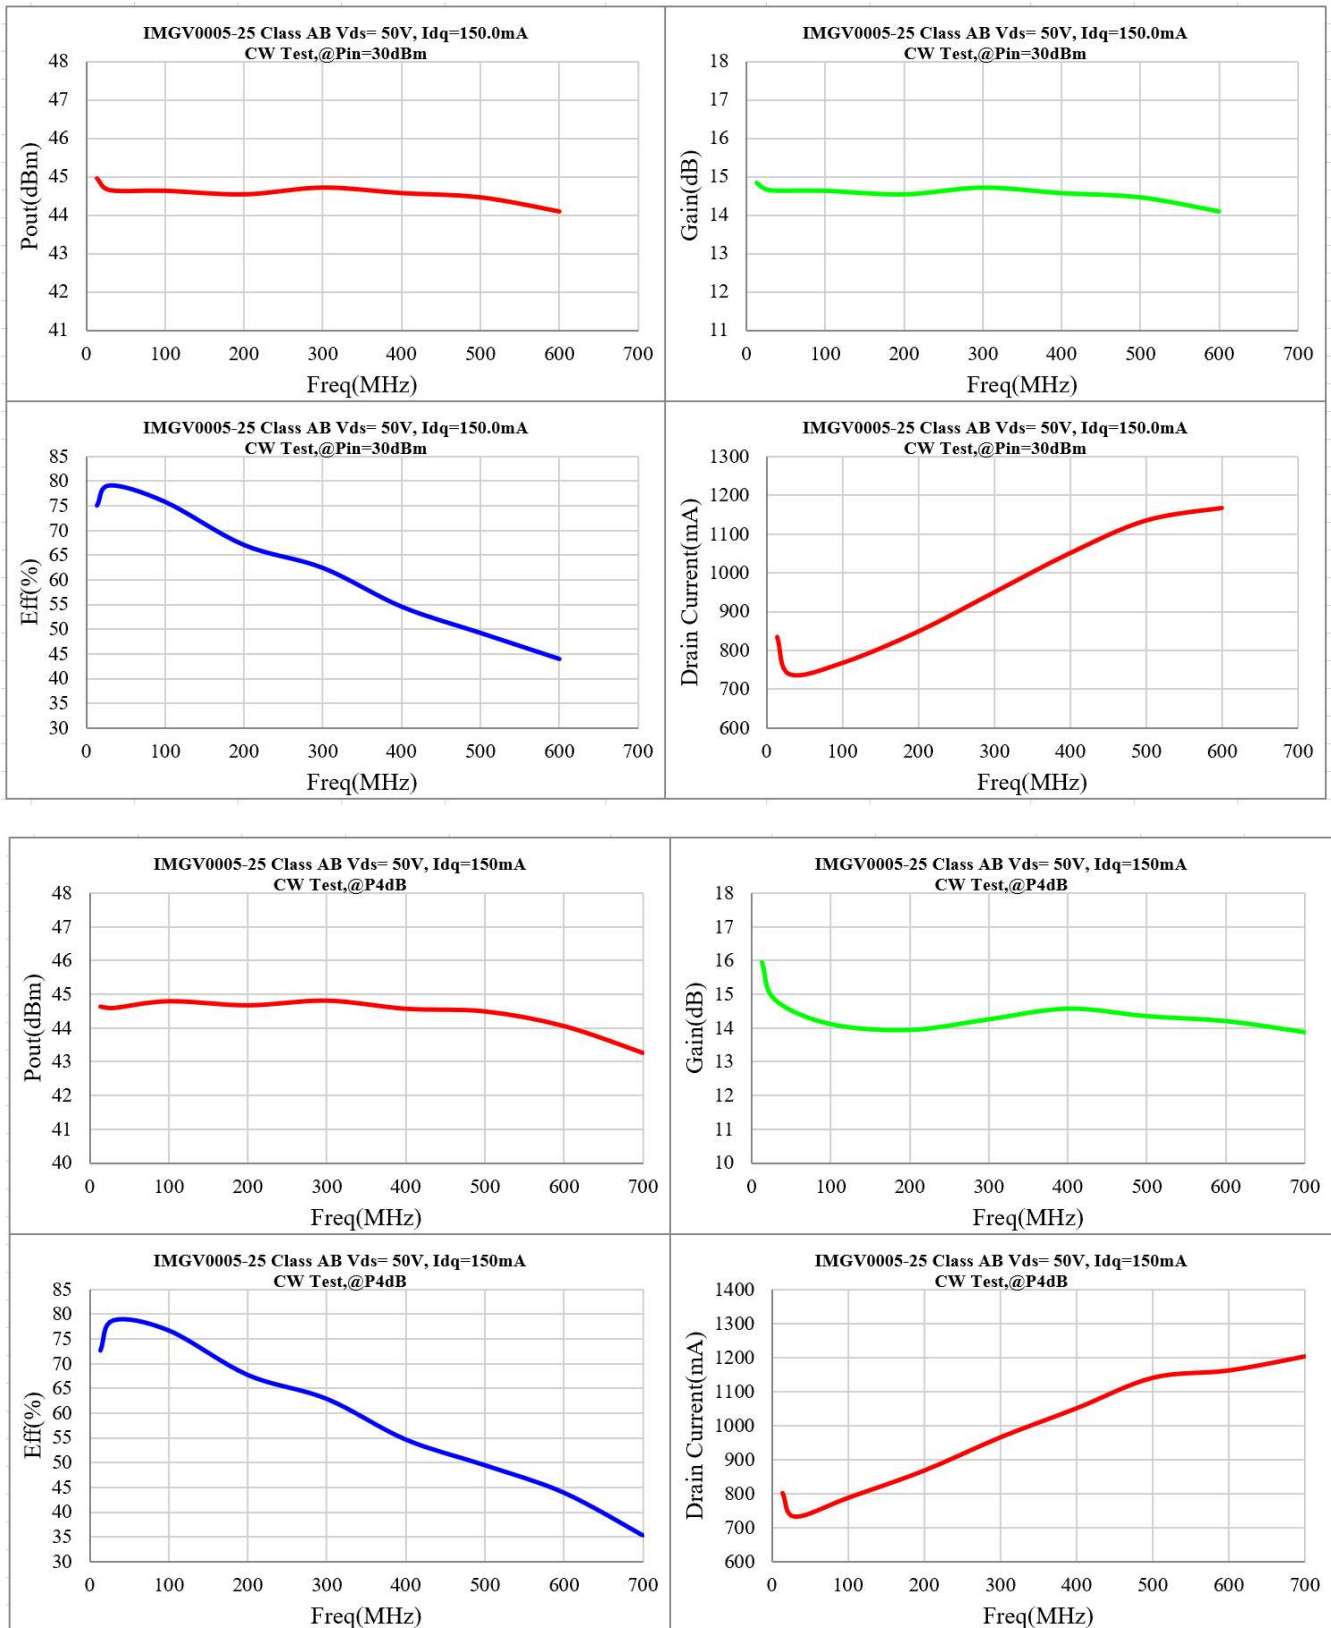 IMGV0005-25 Class AB Vds= 50V, Idq=150.0mA
CW Test,@Pin=30dBm
48
47
46
45
44
43
42
41
Pout(dBm)
0 100 200 300 400 500 600 700
Freq(MHz)
IMGV0005-25 Class AB Vds= 50V, Idq=150.0mA
CW Test,@Pin=30dBm
18
17
16
15
14
13
12
11
Gain(dB)
0 100 200 300 400 500 600 700
Freq(MHz)
IMGV0005-25 Class AB Vds= 50V, Idq=150.0mA
CW Test,@Pin=30dBm
85
80
75
70
65
60
55
50
45
40
35
30
Eff(%)
0 100 200 300 400 500 600 700
Freq(MHz)
IMGV0005-25 Class AB Vds= 50V, Idq=150.0mA
CW Test,@Pin=30dBm
1300
1200
1100
1000
900
800
700
600
Drain Current(mA)
0 100 200 300 400 500 600 700
Freq(MHz)
IMGV0005-25 Class AB Vds= 50V, Idq=150mA
CW Test,@P4dB
48
47
46
45
44
43
42
41
40
Pout(dBm)
0 100 200 300 400 500 600 700
Freq(MHz)
IMGV0005-25 Class AB Vds= 50V, Idq=150mA
CW Test,@P4dB
18
17
16
15
14
13
12
11
10
Gain(dB)
0 100 200 300 400 500 600 700
Freq(MHz)
IMGV0005-25 Class AB Vds= 50V, Idq=150mA
CW Test,@P4dB
85
80
75
70
65
60
55
50
45
40
35
30
Eff(%)
0 100 200 300 400 500 600 700
Freq(MHz)
IMGV0005-25 Class AB Vds= 50V, Idq=150mA
CW Test,@P4dB
1400
1300
1200
1100
1000
900
800
700
600
Drain Current(mA)
0 100 200 300 400 500 600 700
Freq(MHz)